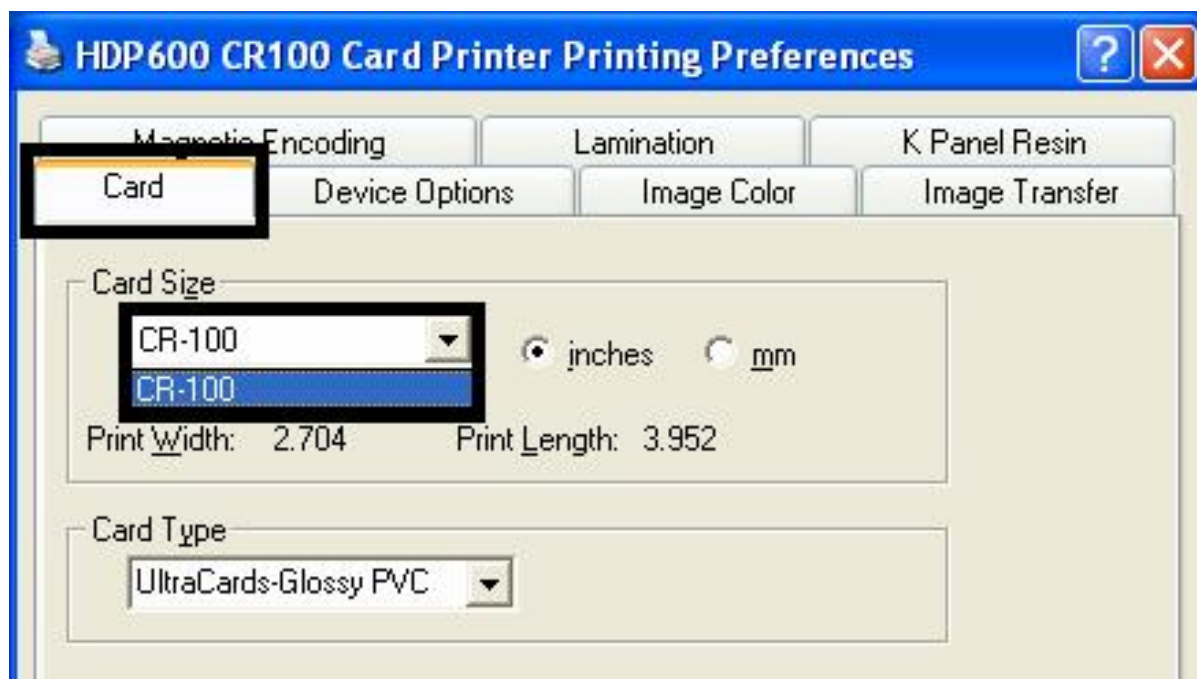 HDP600 CR100 Card Printer Printing Preferences
Magnetic Encoding Lamination K Panel Resin
Card Device Options Image Color Image Transfer
Card Size
CR-100 inches mm
CR-100
Print Width: 2.704 Print Length: 3.952
Card Type
UltraCards-Glossy PVC